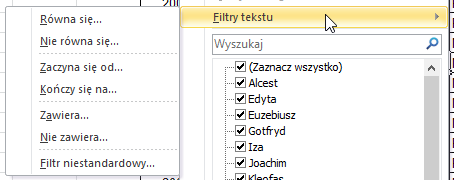 Równa się...
Nie równa się...
Zaczyna się od...
Kończy się na...
Zawiera...
Nie zawiera...
Filtr niestandardowy...
Filtry tekstu
Wyszukaj
(Zaznacz wszystko)
Alcest
Edyta
Euzebiusz
Gotfryd
Iza
Joachim
Kleofas